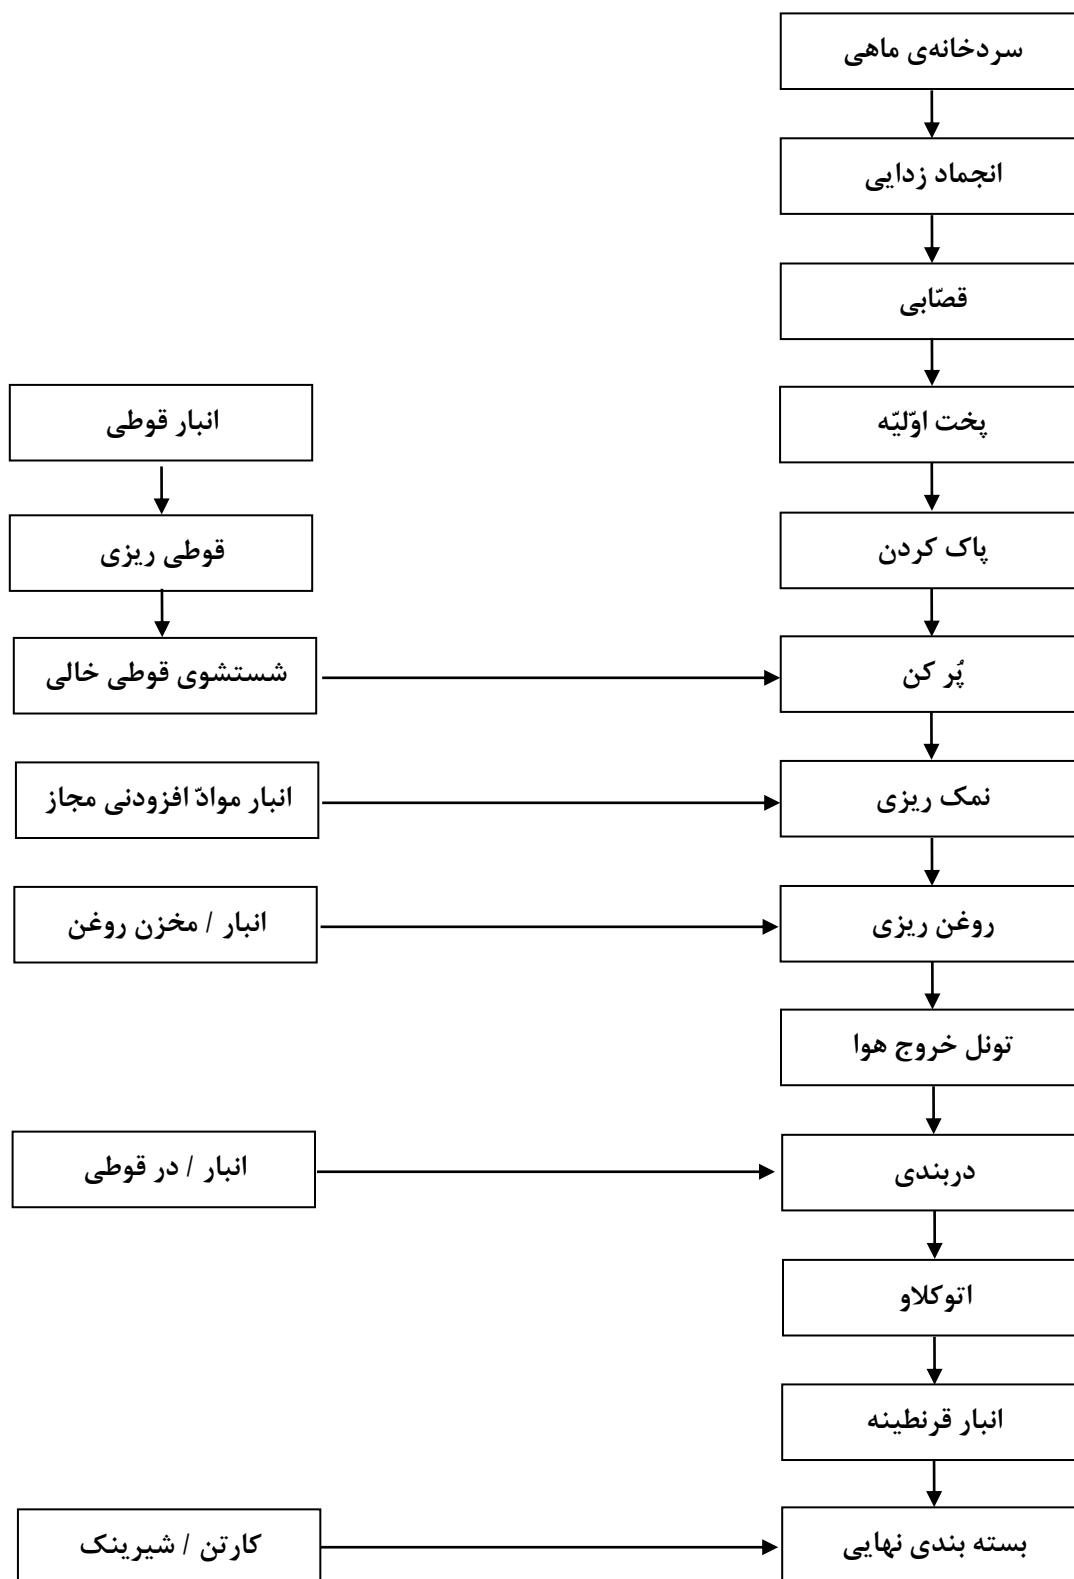 سردخانه‌ی ماهی
انجماد زدایی
قصّابی
پخت اوّلیّه
انبار قوطی
پاک کردن
قوطی ریزی
پُر کن
شستشوی قوطی خالی
نمک ریزی
انبار موادّ افزودنی مجاز
روغن ریزی
انبار / مخزن روغن
تونل خروج هوا
دربندی
انبار / در قوطی
اتوکلاو
انبار قرنطینه
بسته بندی نهایی
کارتن / شیرینک